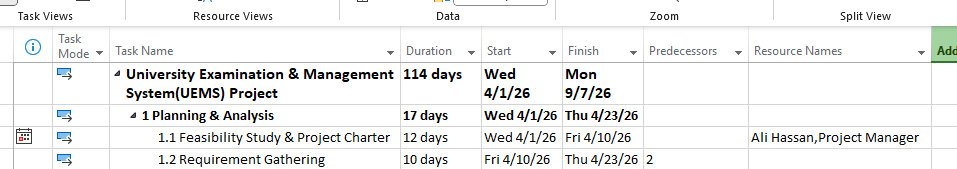 Task Views Resource Views Data Zoom Split View
Task Mode Task Name Duration Start Finish Predecessors Resource Names Add
University Examination & Management System(UEMS) Project 114 days Wed 4/1/26 Mon 9/7/26
1 Planning & Analysis 17 days Wed 4/1/26 Thu 4/23/26
1.1 Feasibility Study & Project Charter 12 days Wed 4/1/26 Fri 4/10/26 Ali Hassan,Project Manager
1.2 Requirement Gathering 10 days Fri 4/10/26 Thu 4/23/26 2